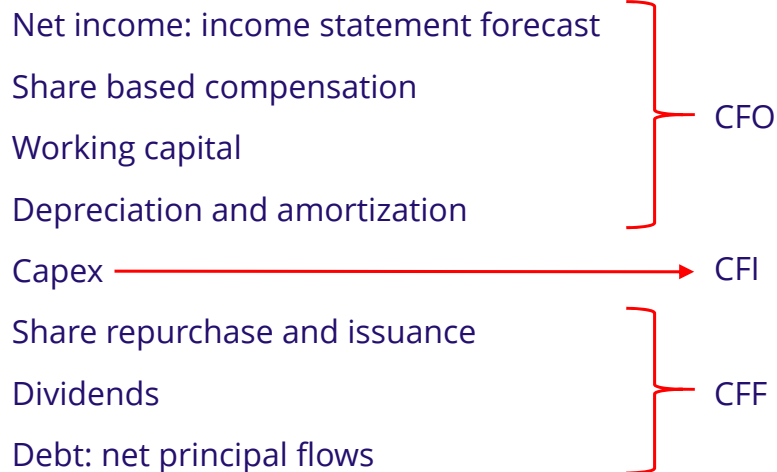 Net income: income statement forecast
Share based compensation
CFO
Working capital
Depreciation and amortization
Capex
CFI
Share repurchase and issuance
Dividends
CFF
Debt: net principal flows